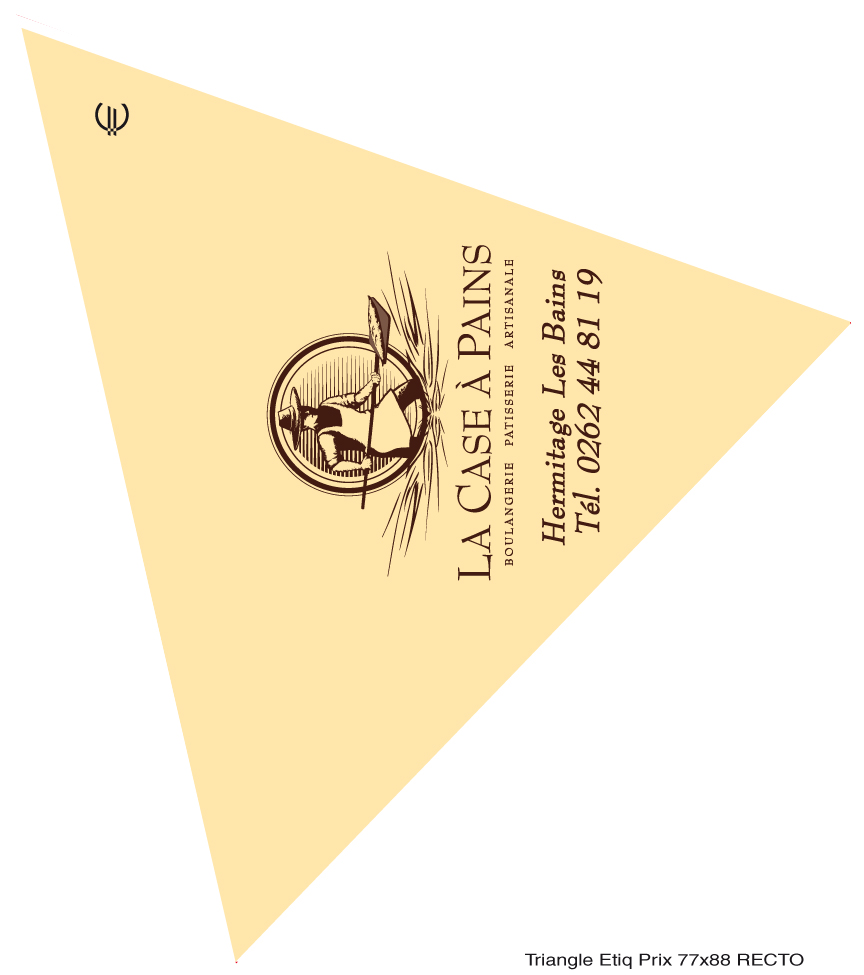 €
LA CASE À PAINS
BOULANGERIE PATISSERIE ARTISANALE
Hermitage Les Bains
Tél. 0262 44 81 19
Triangle Etiq Prix 77x88 RECTO